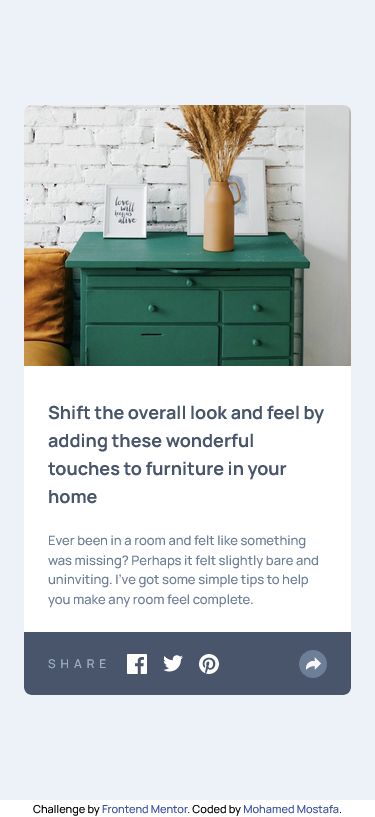 love
will
begins
alive
Shift the overall look and feel by
adding these wonderful
touches to furniture in your
home
Ever been in a room and felt like something
was missing? Perhaps it felt slightly bare and
uninviting. I've got some simple tips to help
you make any room feel complete.
SHARE
Challenge by Frontend Mentor. Coded by Mohamed Mostafa.